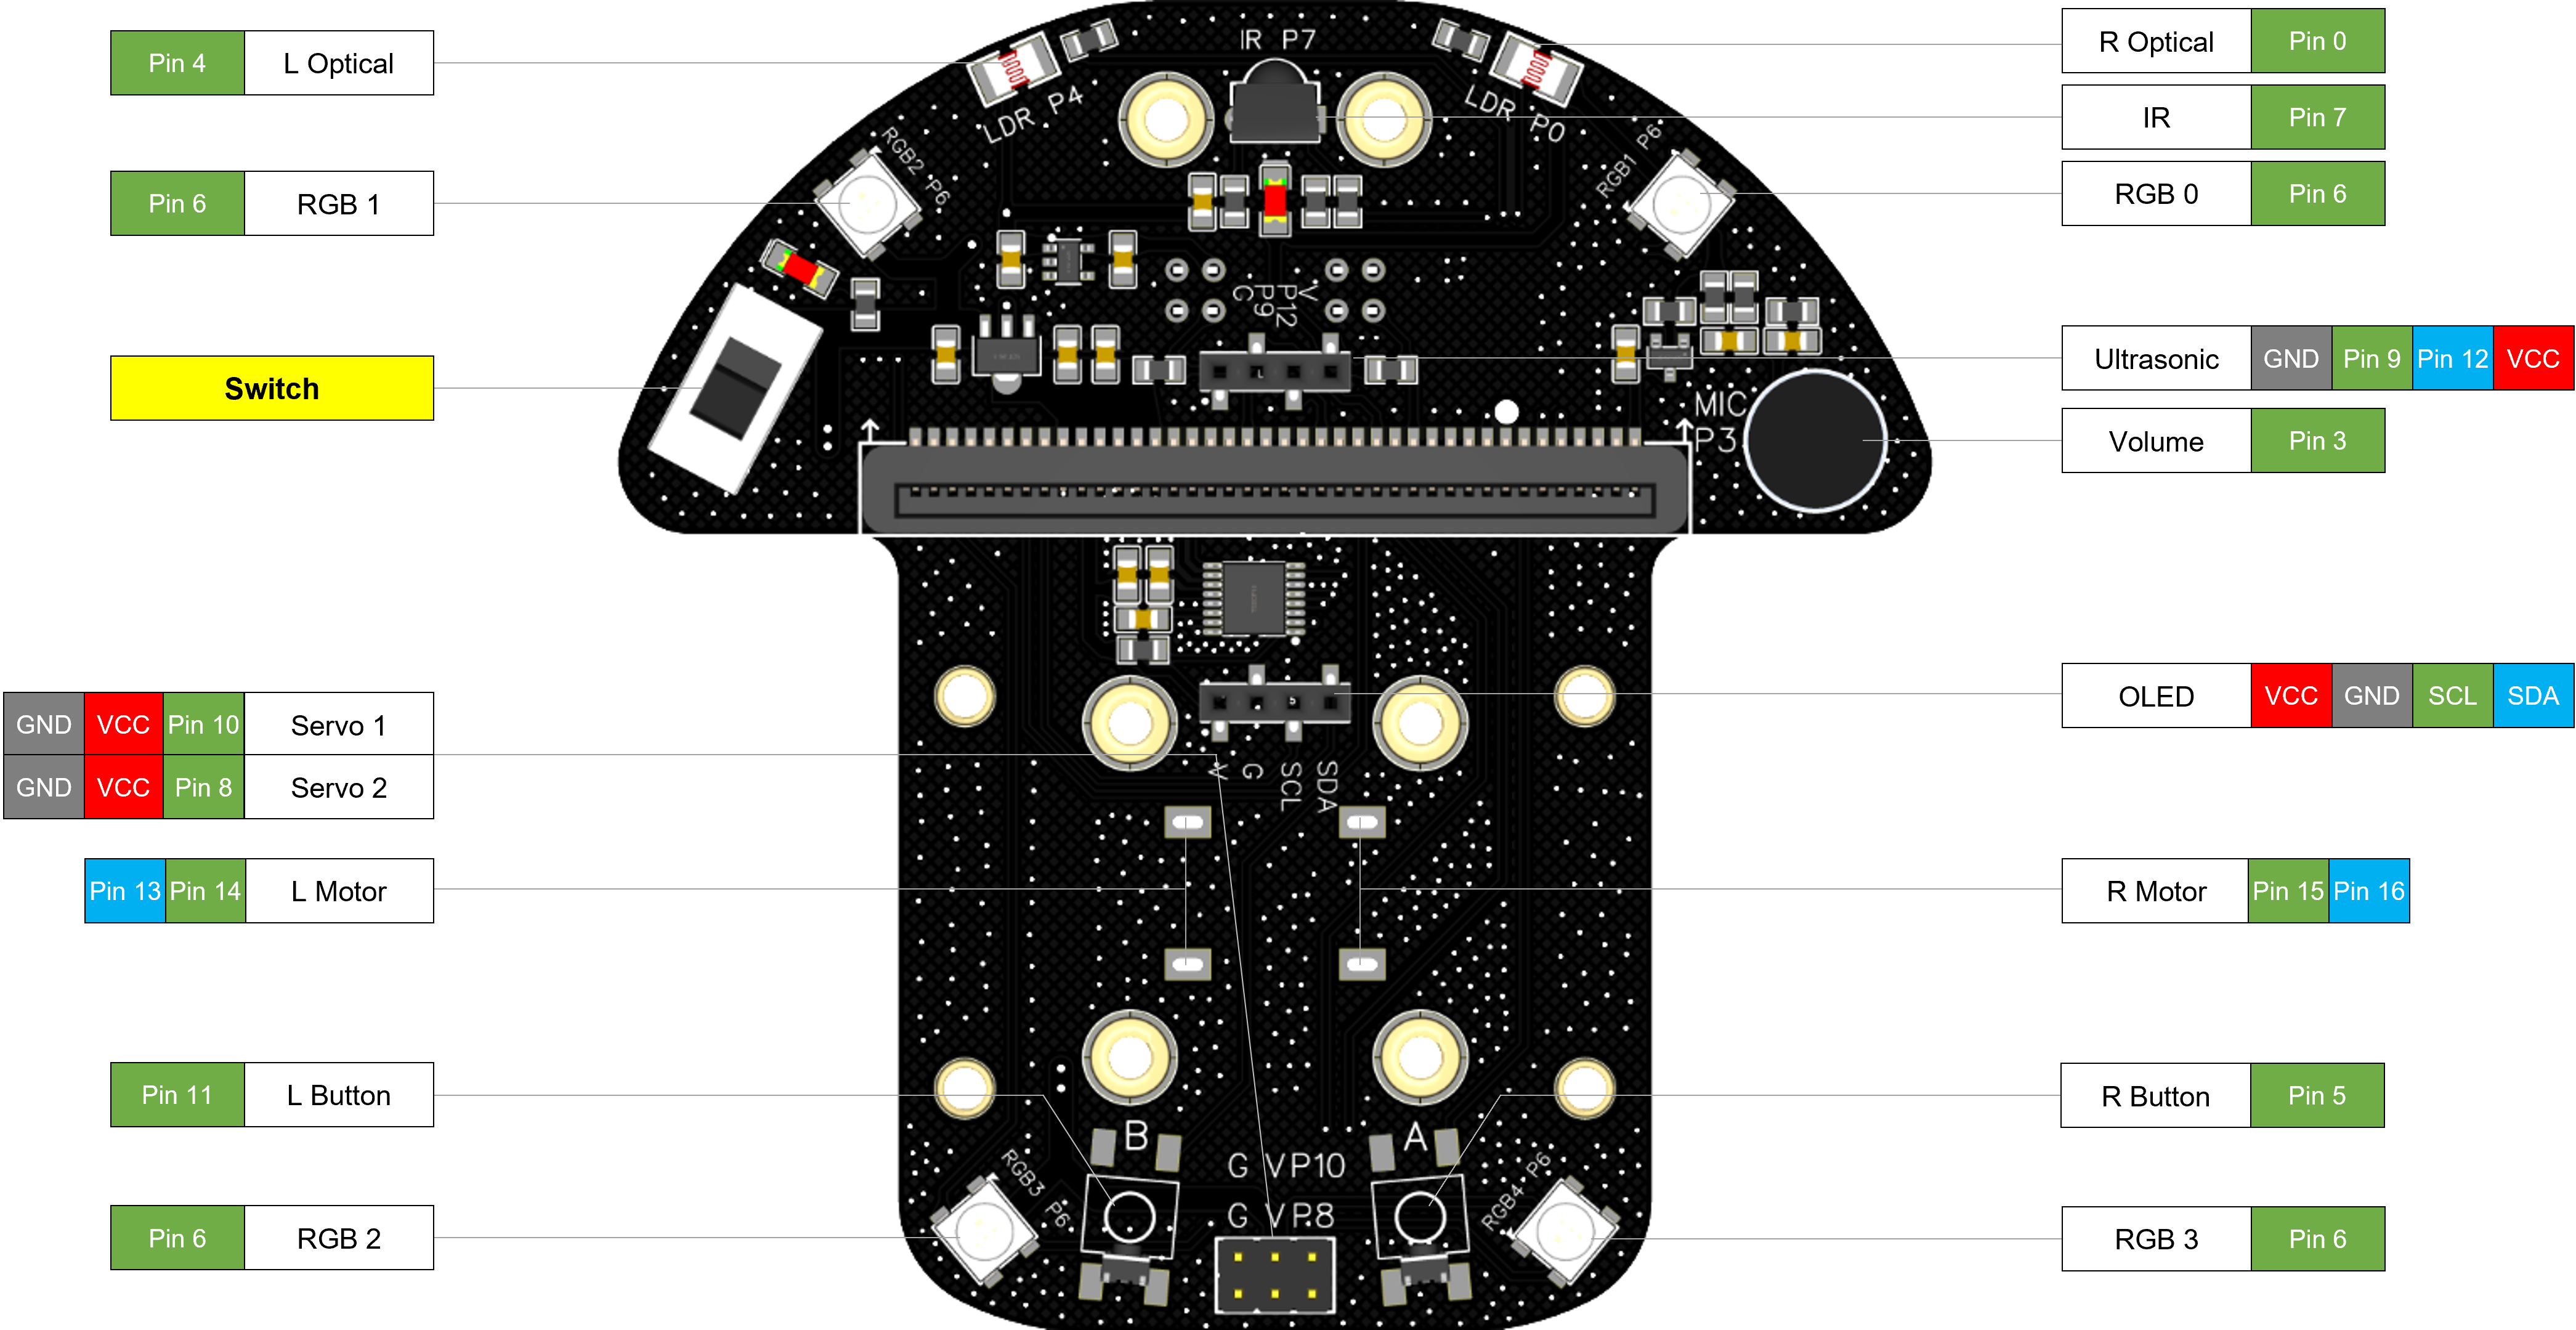 Pin 4 L Optical
Pin 6 RGB 1
Switch
GND VCC Pin 10 Servo 1
GND VCC Pin 8 Servo 2
Pin 13 Pin 14 L Motor
Pin 11 L Button
Pin 6 RGB 2
IR P7
LDR P4
LDR P0
RGB2 P6
RGB1 P6
G
P9
P12
V
MIC
P3
V
G
SCL
SDA
B
A
G VP10
G VP8
RGB3 P6
RGB4 P6
R Optical Pin 0
IR Pin 7
RGB 0 Pin 6
Ultrasonic GND Pin 9 Pin 12 VCC
Volume Pin 3
OLED VCC GND SCL SDA
R Motor Pin 15 Pin 16
R Button Pin 5
RGB 3 Pin 6